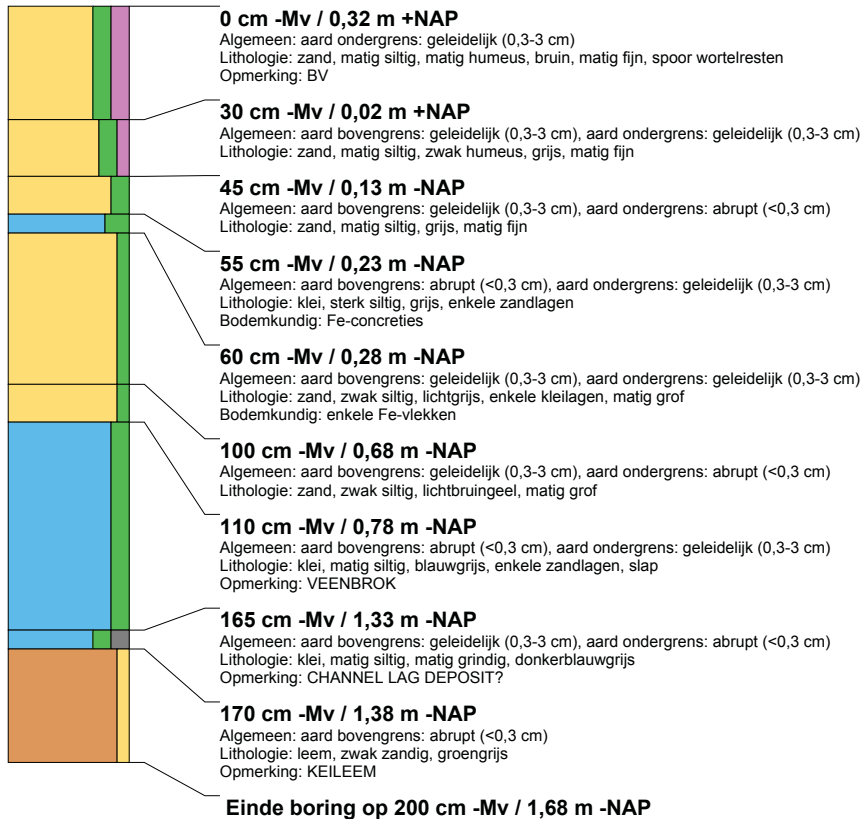 0 cm -Mv / 0,32 m +NAP
Algemeen: aard ondergrens: geleidelijk (0,3-3 cm)
Lithologie: zand, matig siltig, matig humeus, bruin, matig fijn, spoor wortelresten
Opmerking: BV
30 cm -Mv / 0,02 m +NAP
Algemeen: aard bovengrens: geleidelijk (0,3-3 cm), aard ondergrens: geleidelijk (0,3-3 cm)
Lithologie: zand, matig siltig, zwak humeus, grijs, matig fijn
45 cm -Mv / 0,13 m -NAP
Algemeen: aard bovengrens: geleidelijk (0,3-3 cm), aard ondergrens: abrupt (<0,3 cm)
Lithologie: zand, matig siltig, grijs, matig fijn
55 cm -Mv / 0,23 m -NAP
Algemeen: aard bovengrens: abrupt (<0,3 cm), aard ondergrens: geleidelijk (0,3-3 cm)
Lithologie: klei, sterk siltig, grijs, enkele zandlagen
Bodemkundig: Fe-concreties
60 cm -Mv / 0,28 m -NAP
Algemeen: aard bovengrens: geleidelijk (0,3-3 cm), aard ondergrens: geleidelijk (0,3-3 cm)
Lithologie: zand, zwak siltig, lichtgrijs, enkele kleilagen, matig grof
Bodemkundig: enkele Fe-vlekken
100 cm -Mv / 0,68 m -NAP
Algemeen: aard bovengrens: geleidelijk (0,3-3 cm), aard ondergrens: abrupt (<0,3 cm)
Lithologie: zand, zwak siltig, lichtbruingeel, matig grof
110 cm -Mv / 0,78 m -NAP
Algemeen: aard bovengrens: abrupt (<0,3 cm), aard ondergrens: geleidelijk (0,3-3 cm)
Lithologie: klei, matig siltig, blauwgrijs, enkele zandlagen, slap
Opmerking: VEENBROK
165 cm -Mv / 1,33 m -NAP
Algemeen: aard bovengrens: geleidelijk (0,3-3 cm), aard ondergrens: abrupt (<0,3 cm)
Lithologie: klei, matig siltig, matig grindig, donkerblauwgrijs
Opmerking: CHANNEL LAG DEPOSIT?
170 cm -Mv / 1,38 m -NAP
Algemeen: aard bovengrens: abrupt (<0,3 cm)
Lithologie: leem, zwak zandig, groengrijs
Opmerking: KEILEEM
Einde boring op 200 cm -Mv / 1,68 m -NAP